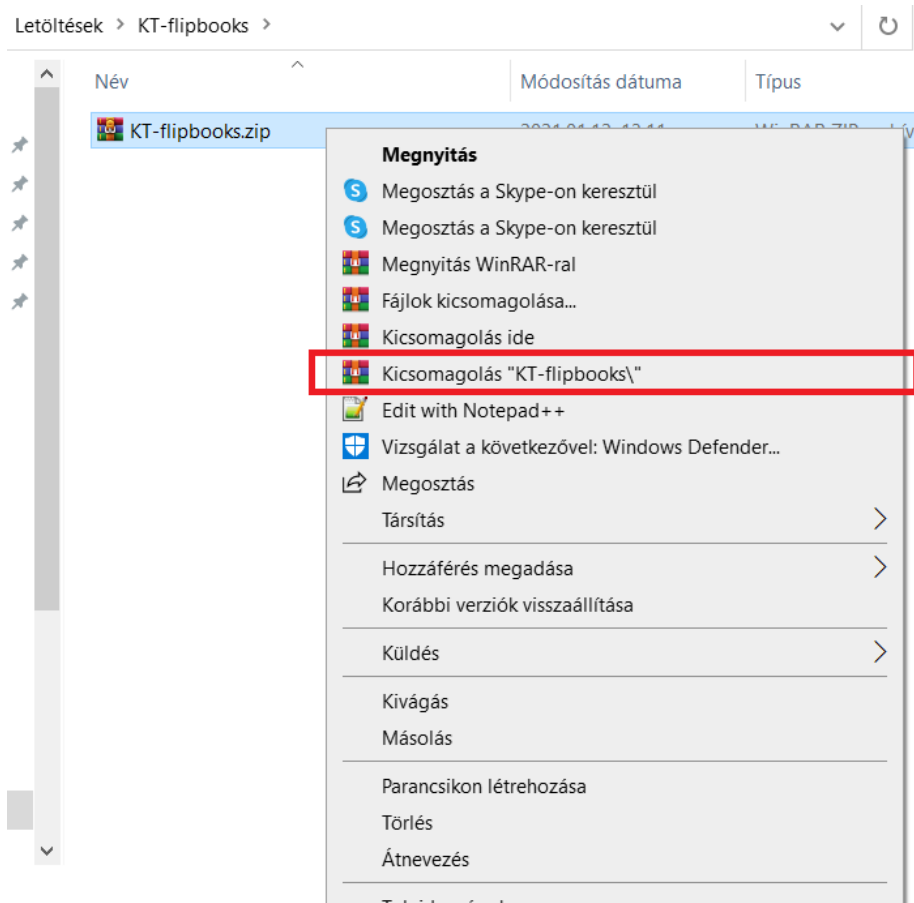 Letöltések > KT-flipbooks >
Név Módosítás dátuma Típus
KT-flipbooks.zip
Megnyitás
Megosztás a Skype-on keresztül
Megosztás a Skype-on keresztül
Megnyitás WinRAR-ral
Fájlok kicsomagolása...
Kicsomagolás ide
Kicsomagolás "KT-flipbooks\"
Edit with Notepad++
Vizsgálat a következővel: Windows Defender...
Megosztás
Társítás
Hozzáférés megadása
Korábbi verziók visszaállítása
Küldés
Kivágás
Másolás
Parancsikon létrehozása
Törlés
Átnevezés